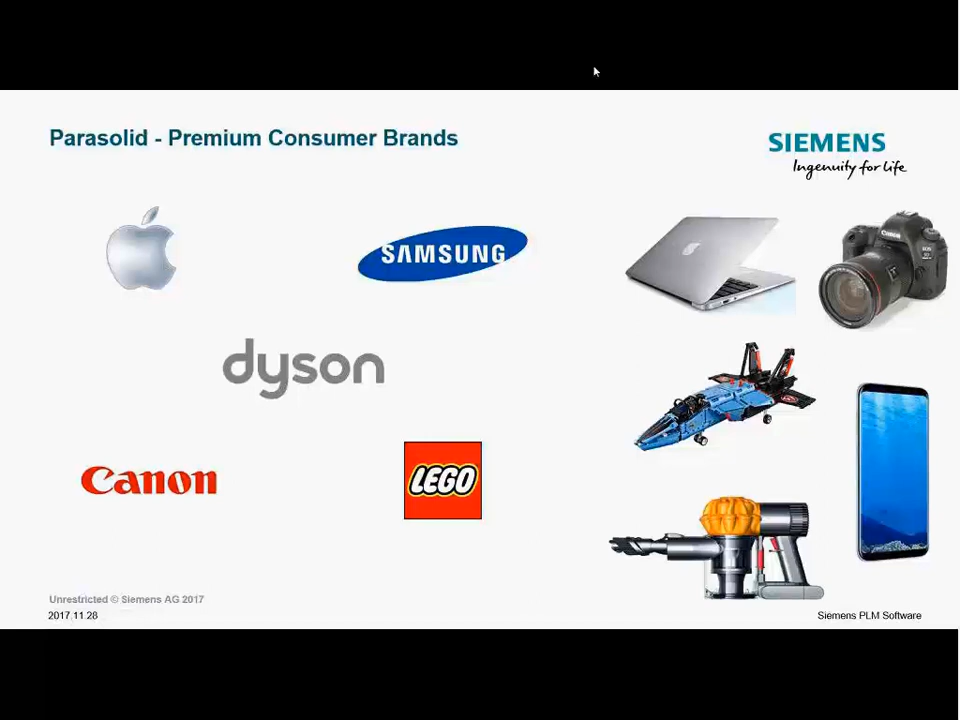 Parasolid - Premium Consumer Brands
SIEMENS
Ingenuity for life
SAMSUNG
Canon
dyson
Canon
LEGO
Unrestricted © Siemens AG 2017
2017.11.28
Siemens PLM Software